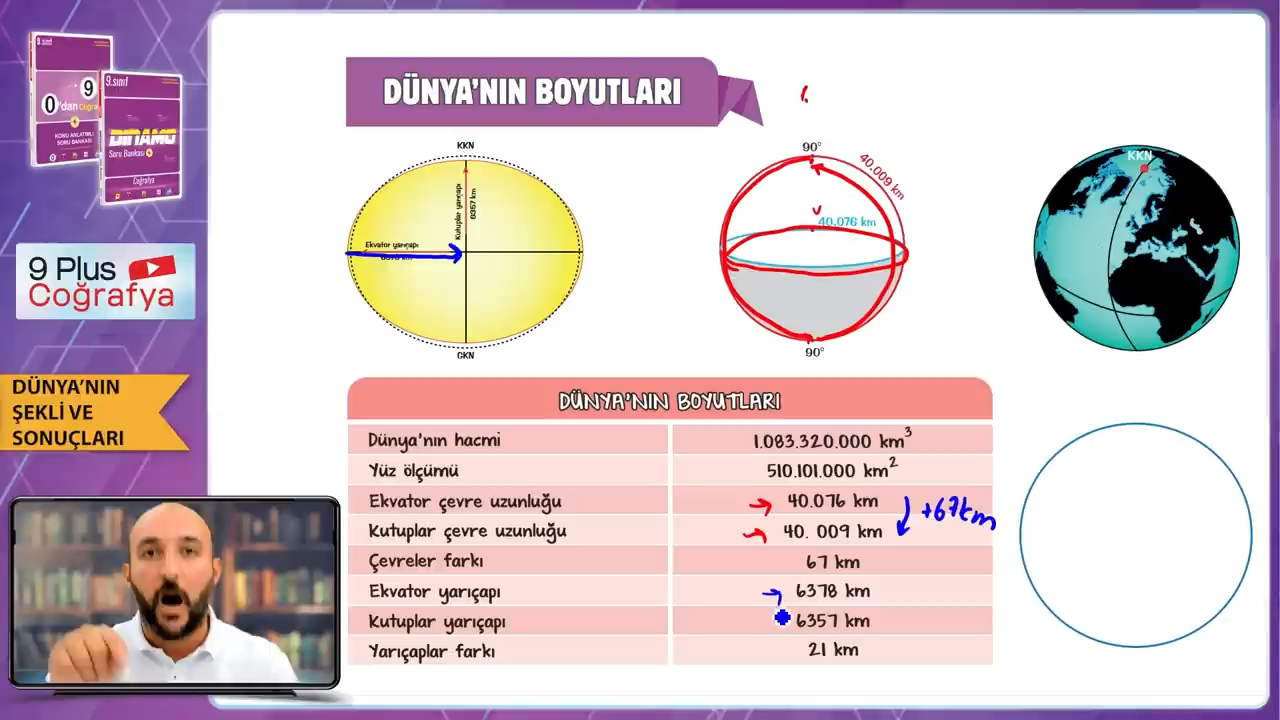 9. sınıf
0'dan 9
KONU ANLATIMLI
SORU BANKASI
9.sınıf
DİNAMO
Soru Bankası
Coğrafya
9 Plus
Coğrafya
DÜNYA'NIN
ŞEKLİ VE
SONUÇLARI
DÜNYA'NIN BOYUTLARI
KKN
Kutuplar yarıçapı
6357 km
Ekvator yarıçapı
GKN
90°
40.009 km
40.076 km
90°
KKN
DÜNYA'NIN BOYUTLARI
Dünya'nın hacmi 1.083.320.000 km³
Yüz ölçümü 510.101.000 km²
Ekvator çevre uzunluğu 40.076 km
Kutuplar çevre uzunluğu 40. 009 km
+67km
Çevreler farkı 67 km
Ekvator yarıçapı 6378 km
Kutuplar yarıçapı 6357 km
Yarıçaplar farkı 21 km